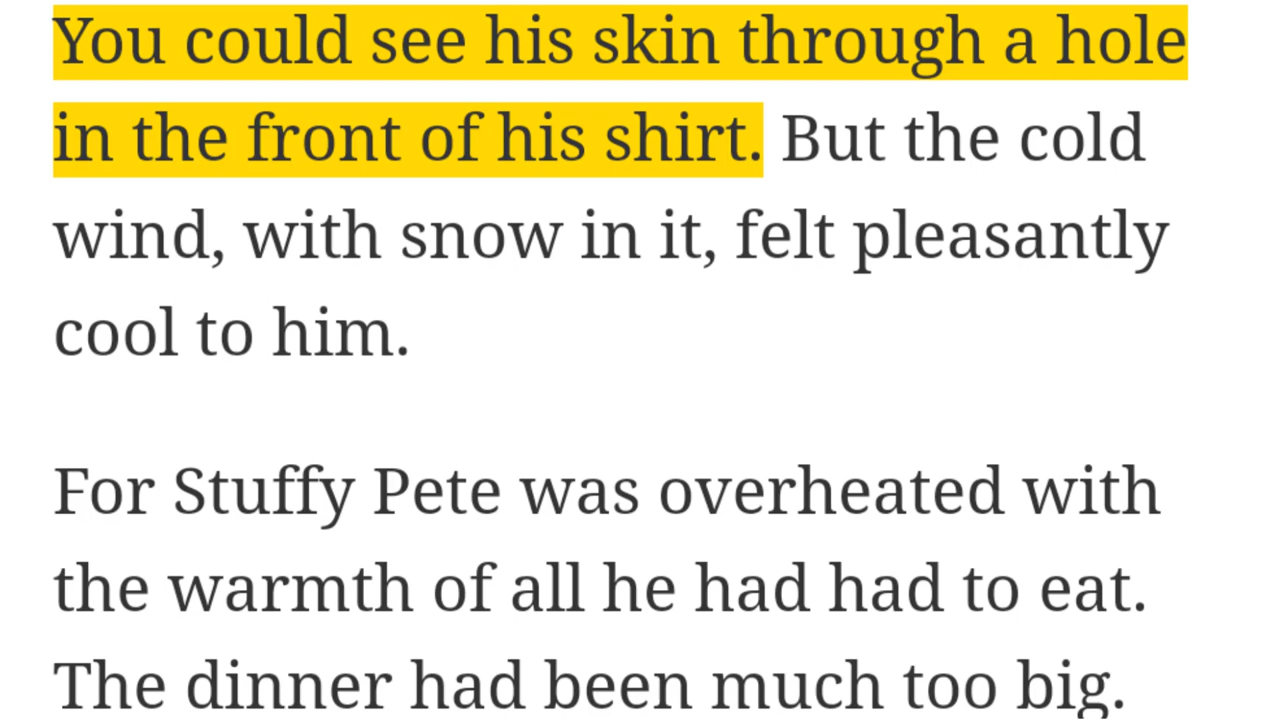 You could see his skin through a hole
in the front of his shirt. But the cold
wind, with snow in it, felt pleasantly
cool to him.
For Stuffy Pete was overheated with
the warmth of all he had had to eat.
The dinner had been much too big.